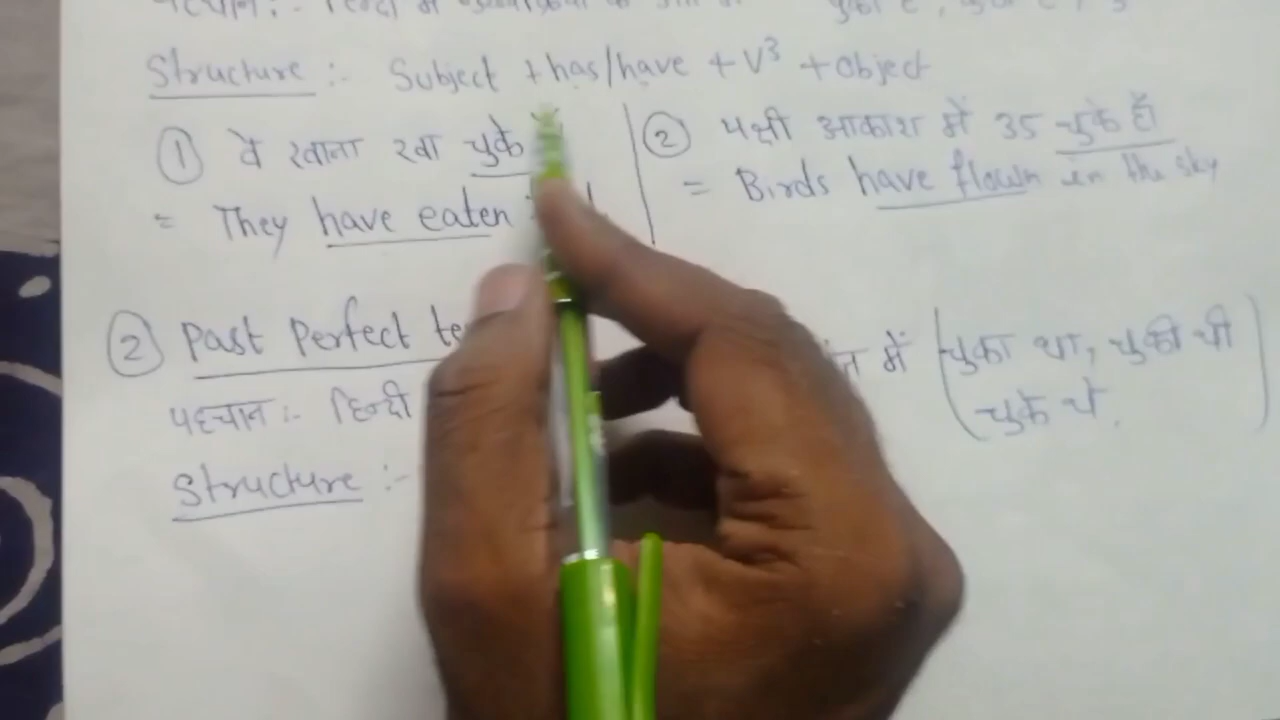 Structure :- Subject + has/have + V³ + Object
① वे खाना खा चुके
= They have eaten
② पक्षी आकाश में उड़ चुके हैं
= Birds have flown in the sky
② Past Perfect te
पहचान :- हिन्दी में (चुका था, चुकी थी
चुके थे.
Structure :-